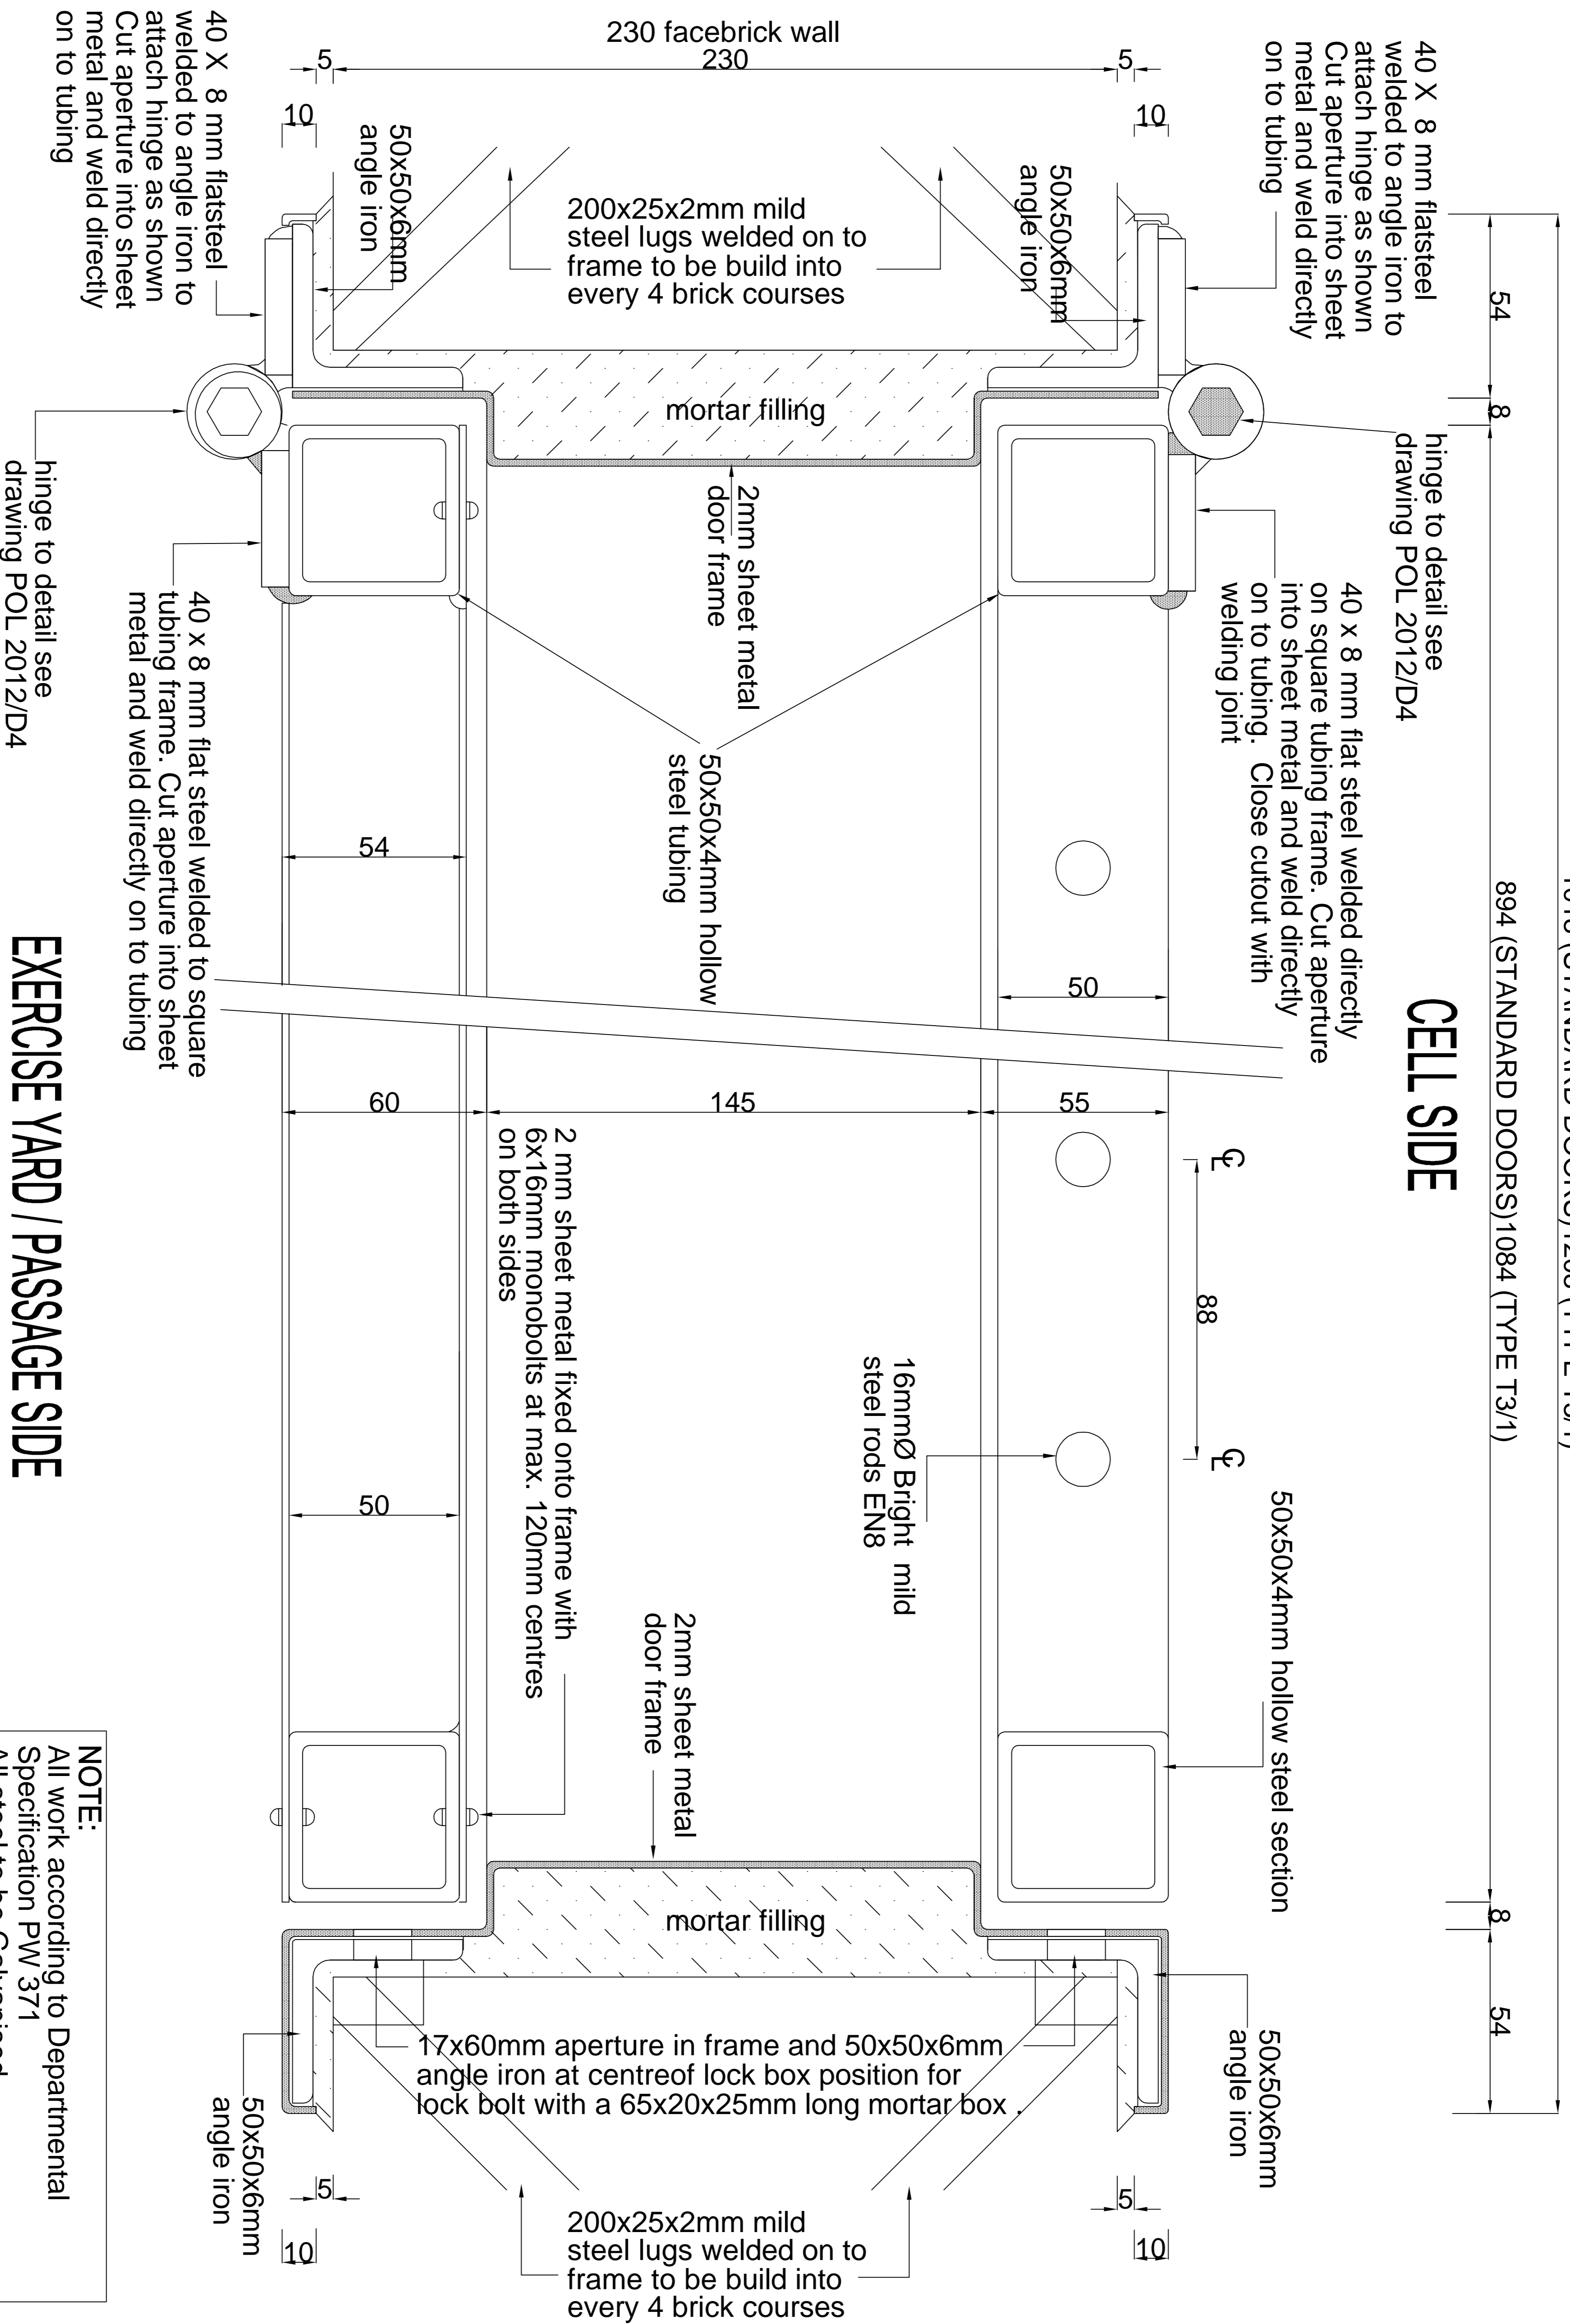 230 facebrick wall
230
5
5
10
10
40 X  8 mm flatsteel
welded to angle iron to
attach hinge as shown
Cut aperture into sheet
metal and weld directly
on to tubing
40 X  8 mm flatsteel
welded to angle iron to
attach hinge as shown
Cut aperture into sheet
metal and weld directly
on to tubing
50x50x6mm
angle iron
50x50x6mm
angle iron
200x25x2mm mild
steel lugs welded on to
frame to be build into
every 4 brick courses
54
8
894 (STANDARD DOORS)1084 (TYPE T3/1)
8
54
mortar filling
hinge to detail see
drawing POL 2012/D4
hinge to detail see
drawing POL 2012/D4
2mm sheet metal
door frame
40 x 8 mm flat steel welded directly
on square tubing frame. Cut aperture
into sheet metal and weld directly
on to tubing.  Close cutout with
welding joint
40 x 8 mm flat steel welded to square
tubing frame. Cut aperture into sheet
metal and weld directly on to tubing
50x50x4mm hollow
steel tubing
54
50
CELL SIDE
EXERCISE YARD / PASSAGE SIDE
60
145
55
CL
88
CL
2 mm sheet metal fixed onto frame with
6x16mm monobolts at max. 120mm centres
on both sides
16mmØ Bright  mild
steel rods EN8
50x50x4mm hollow steel section
50
2mm sheet metal
door frame
mortar filling
17x60mm aperture in frame and 50x50x6mm
angle iron at centreof lock box position for
lock bolt with a 65x20x25mm long mortar box .
50x50x6mm
angle iron
50x50x6mm
angle iron
5
5
10
10
200x25x2mm mild
steel lugs welded on to
frame to be build into
every 4 brick courses
NOTE:
All work according to Departmental
Specification PW 371